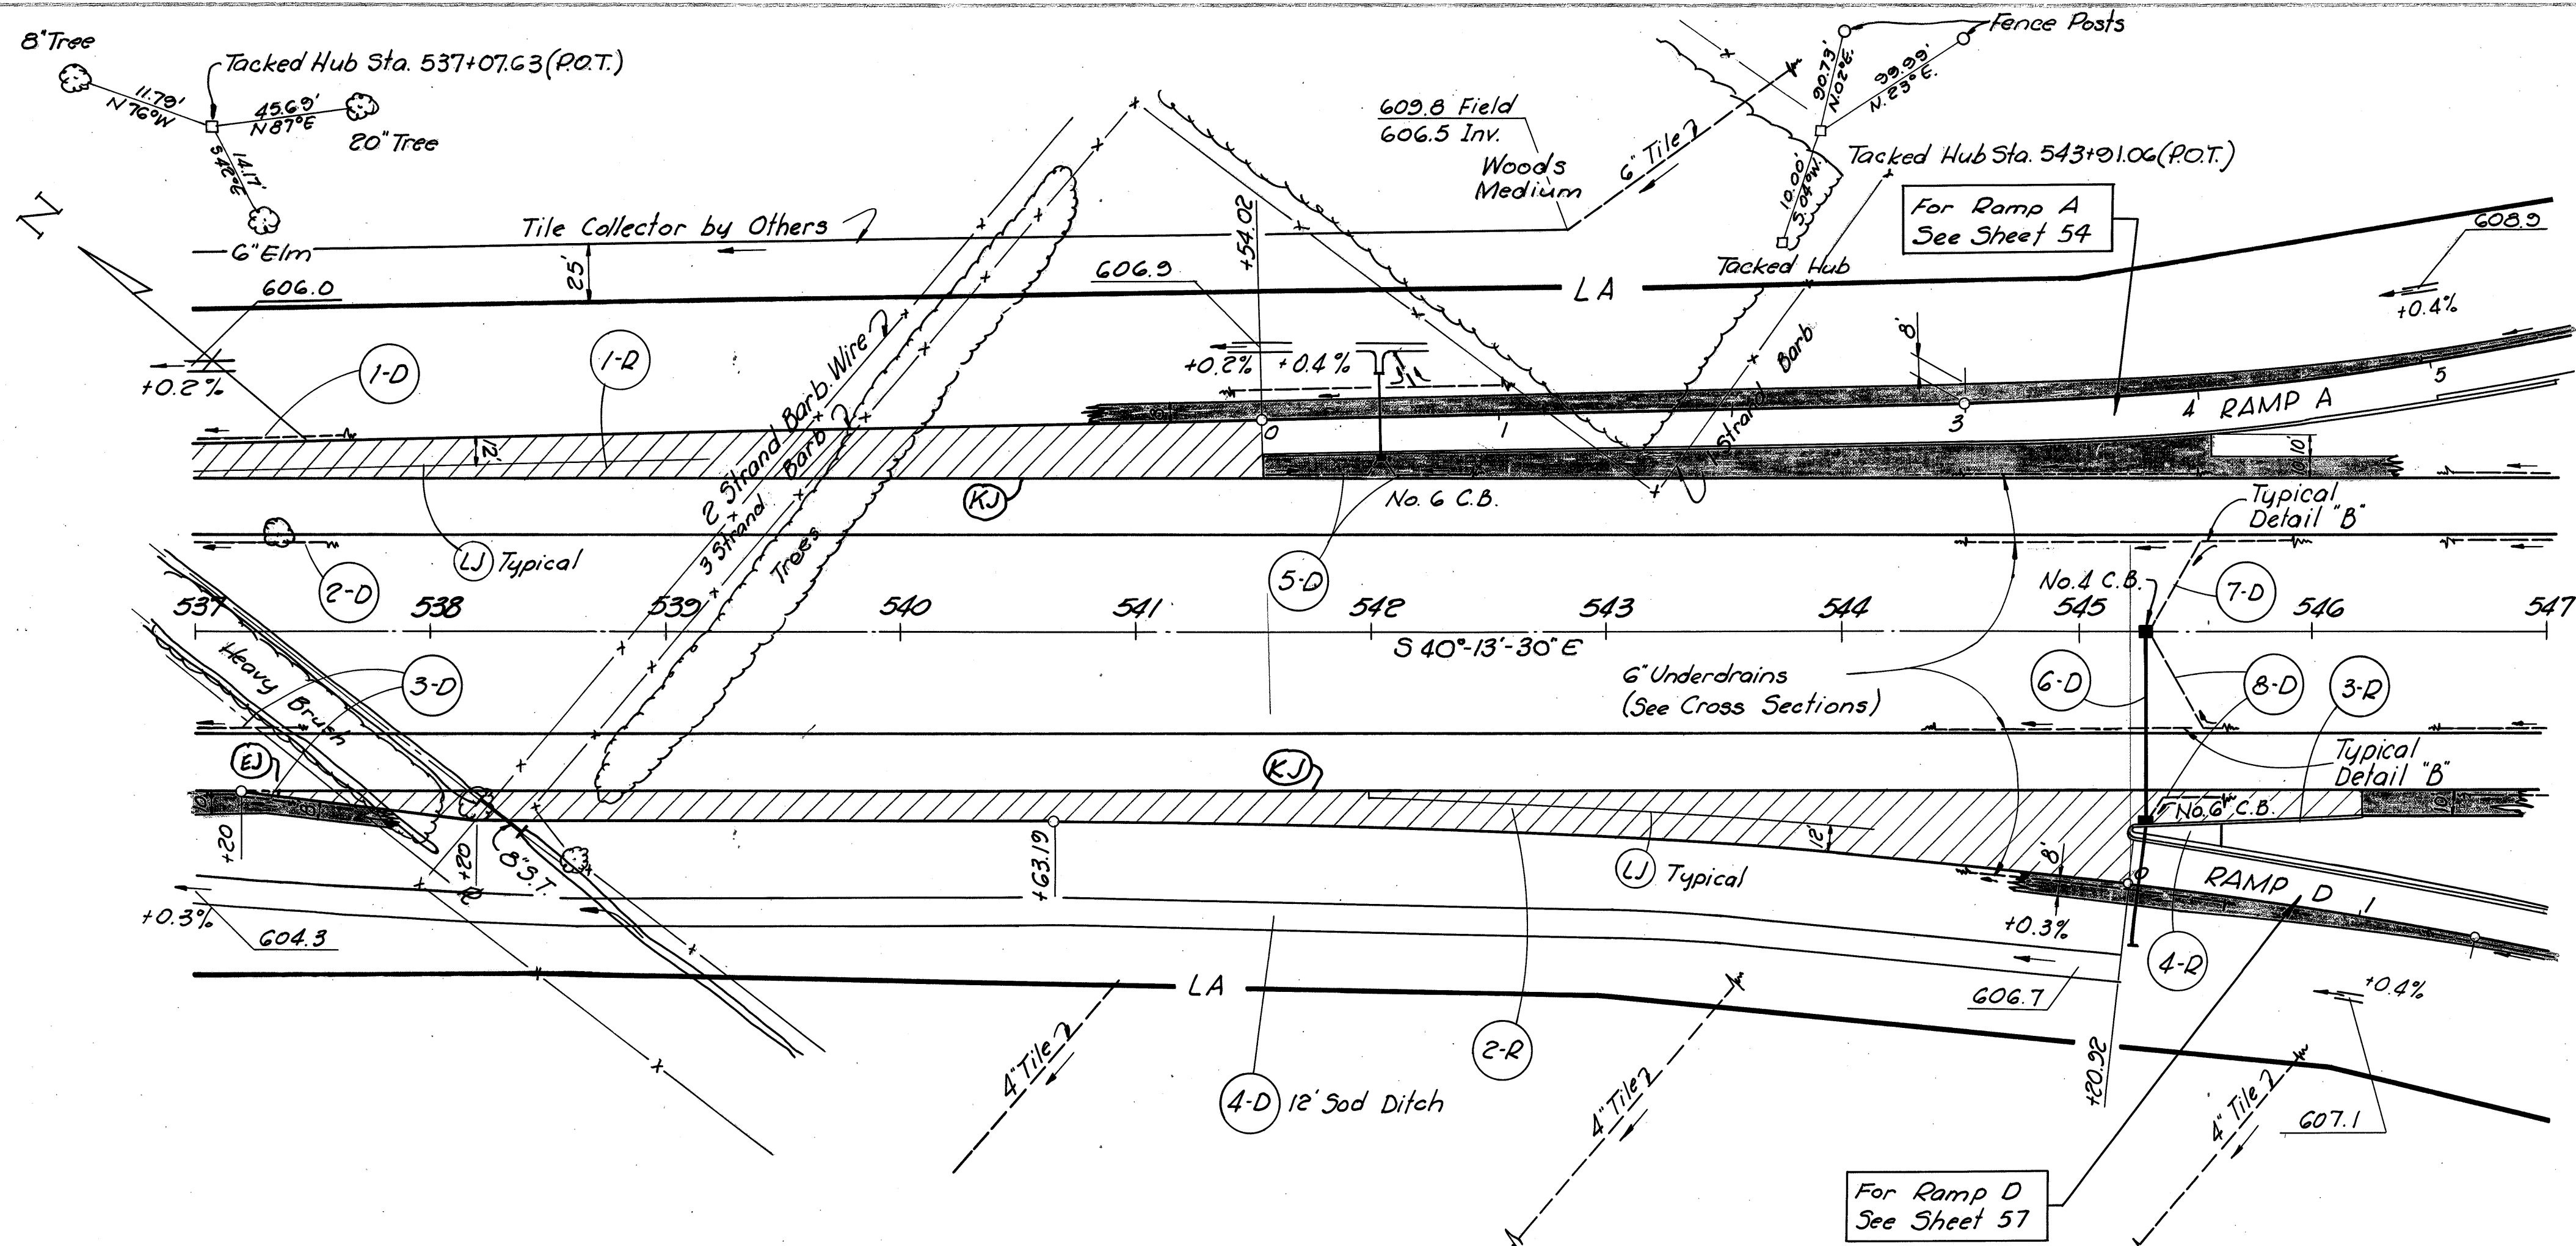 8" Tree
Tacked Hub Sta. 537+07.63 (P.O.T.)
11.79'
N 76° W
45.69'
N 87° E
20" Tree
14.17'
S 42° E
6" Elm
N
Fence Posts
90.73'
N.02°E.
99.99'
N.23°E.
609.8 Field
606.5 Inv.
Woods
Medium
6" Tile
10.00'
S.04°W.
Tacked Hub Sta. 543+91.06 (P.O.T.)
For Ramp A
See Sheet 54
608.9
+0.4%
Tile Collector by Others
25'
606.0
+0.2%
+54.02
606.9
Tacked Hub
LA
+0.2%
+0.4%
1-D
1-R
12'
2 Strand Barb. Wire
3 Strand Barb
Trees
1 Strand Barb
8'
8'
0
1
3
4
5
RAMP A
10'
10'
KJ
No. 6 C.B.
LJ Typical
2-D
5-D
Typical
Detail "B"
No. 4 C.B.
7-D
537
538
539
540
541
542
543
544
545
546
547
S 40°-13'-30" E
Heavy
Brush
3-D
6" Underdrains
(See Cross Sections)
6-D
8-D
3-R
Typical
Detail "B"
EJ
KJ
10'
8'
+20
+20
8" S.T.
+63.19
LJ Typical
12'
8'
No. 6 C.B.
10'
0
1
RAMP D
+0.3%
604.3
+0.3%
4-R
606.7
+0.4%
LA
4" Tile
4-D 12' Sod Ditch
2-R
4" Tile
+20.92
4" Tile
607.1
For Ramp D
See Sheet 57